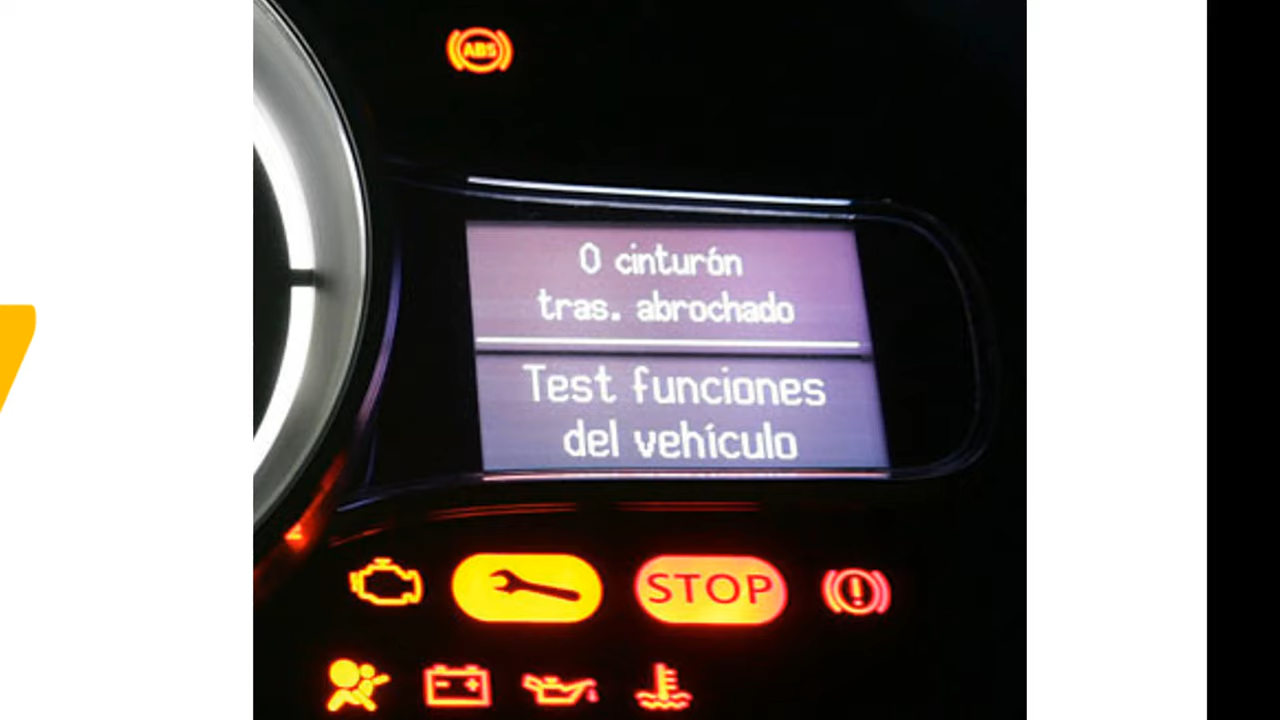 ABS
0 cinturón
tras. abrochado
Test funciones
del vehículo
STOP